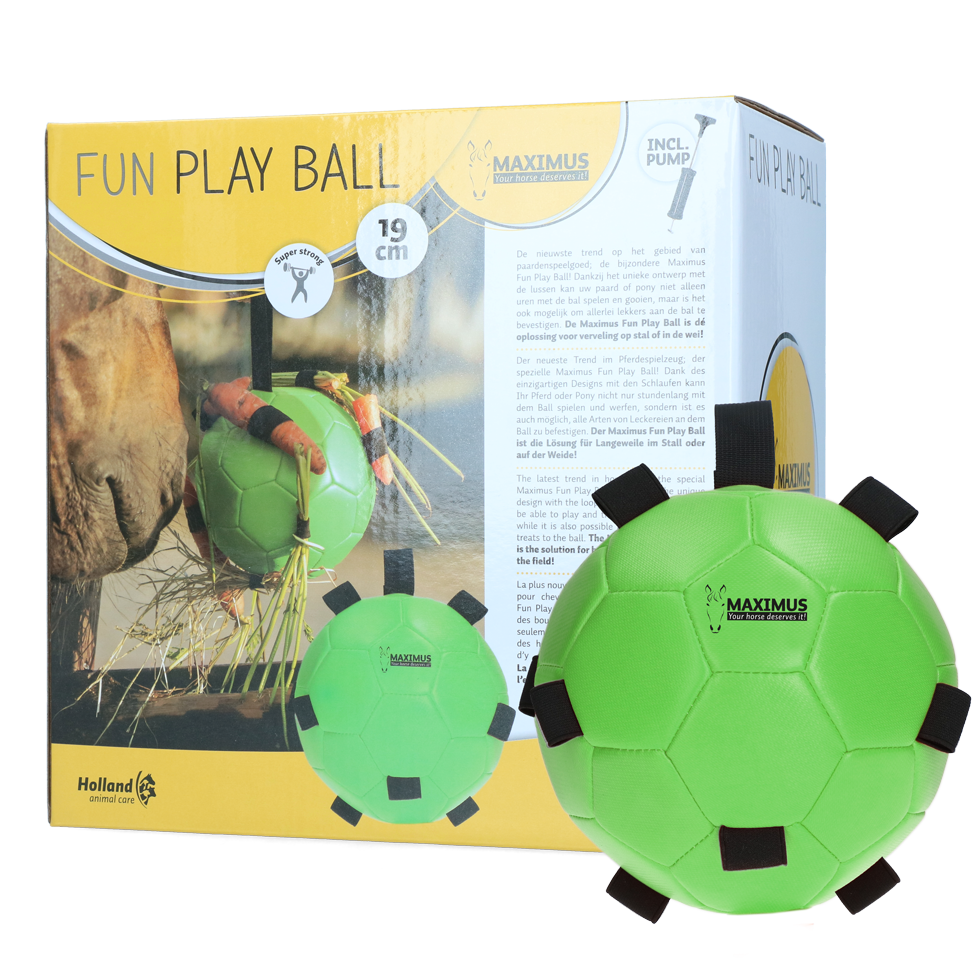 FUN PLAY BALL
MAXIMUS
Your horse deserves it!
INCL.
PUMP
FUN PLAY BALL
19
cm
Super strong
De nieuwste trend op het gebied van
paardenspeelgoed; de bijzondere Maximus
Fun Play Ball! Dankzij het unieke ontwerp met
de lussen kan uw paard of pony niet alleen
uren met de bal spelen en gooien, maar is het
ook mogelijk om allerlei lekkers aan de bal te
bevestigen. De Maximus Fun Play Ball is dé
oplossing voor verveling op stal of in de wei!
Der neueste Trend im Pferdespielzeug; der
spezielle Maximus Fun Play Ball! Dank des
einzigartigen Designs mit den Schlaufen kann
Ihr Pferd oder Pony nicht nur stundenlang mit
dem Ball spielen und werfen, sondern ist es
auch möglich, alle Arten von Leckereien an dem
Ball zu befestigen. Der Maximus Fun Play Ball
ist die Lösung für Langeweile im Stall oder
auf der Weide!
The latest trend in the special
Maximus Fun Play unique
design with the
be able to play and
while it is also possible
treats to the ball. The
is the solution for
the field!
La plus
pour
Fun Play
des
des
d'y
La
MAXIMUS
MAXIMUS
Your horse deserves it!
MAXIMUS
Your horse deserves it!
Holland
animal care